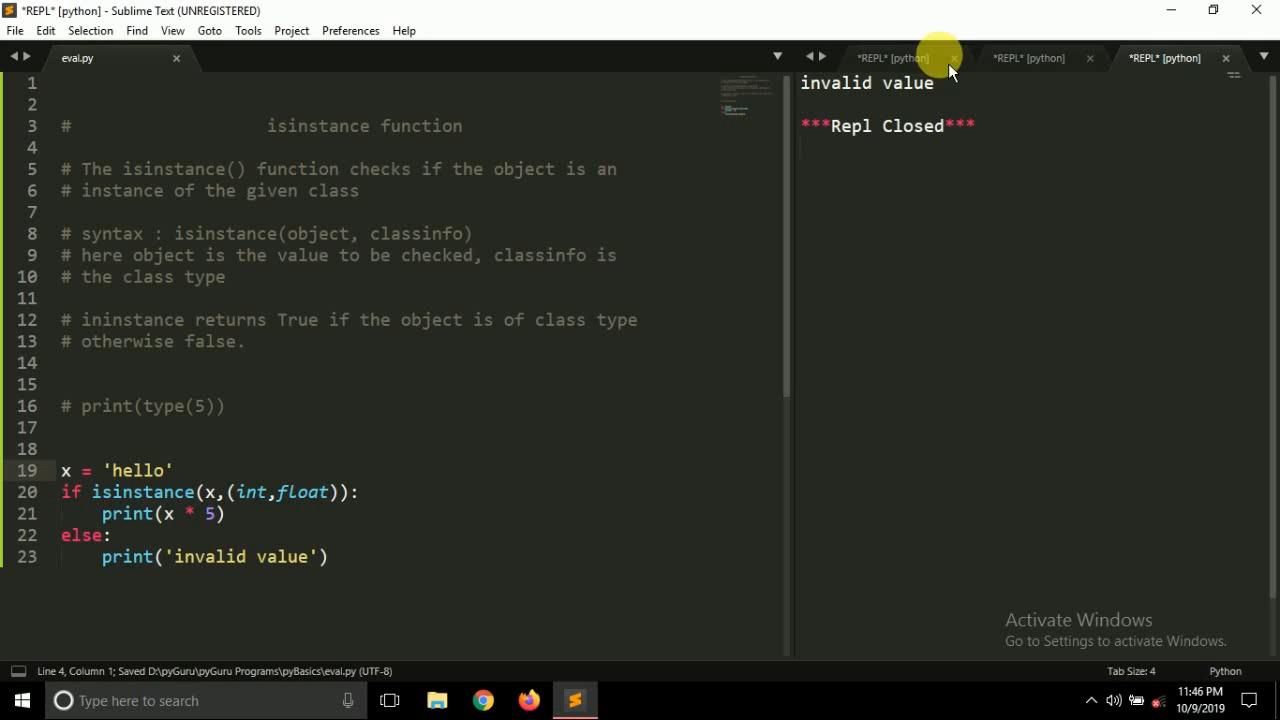 *REPL* [python] - Sublime Text (UNREGISTERED)
File Edit Selection Find View Goto Tools Project Preferences Help
eval.py
*REPL* [python] *REPL* [python] *REPL* [python]
1
2
3 # isinstance function
4
5 # The isinstance() function checks if the object is an
6 # instance of the given class
7
8 # syntax : isinstance(object, classinfo)
9 # here object is the value to be checked, classinfo is
10 # the class type
11
12 # ininstance returns True if the object is of class type
13 # otherwise false.
14
15
16 # print(type(5))
17
18
19 x = 'hello'
20 if isinstance(x,(int,float)):
21 print(x * 5)
22 else:
23 print('invalid value')
invalid value
***Repl Closed***
Activate Windows
Go to Settings to activate Windows.
Line 4, Column 1; Saved D:\pyGuru\pyGuru Programs\pyBasics\eval.py (UTF-8)
Tab Size: 4 Python
Type here to search
11:46 PM
10/9/2019